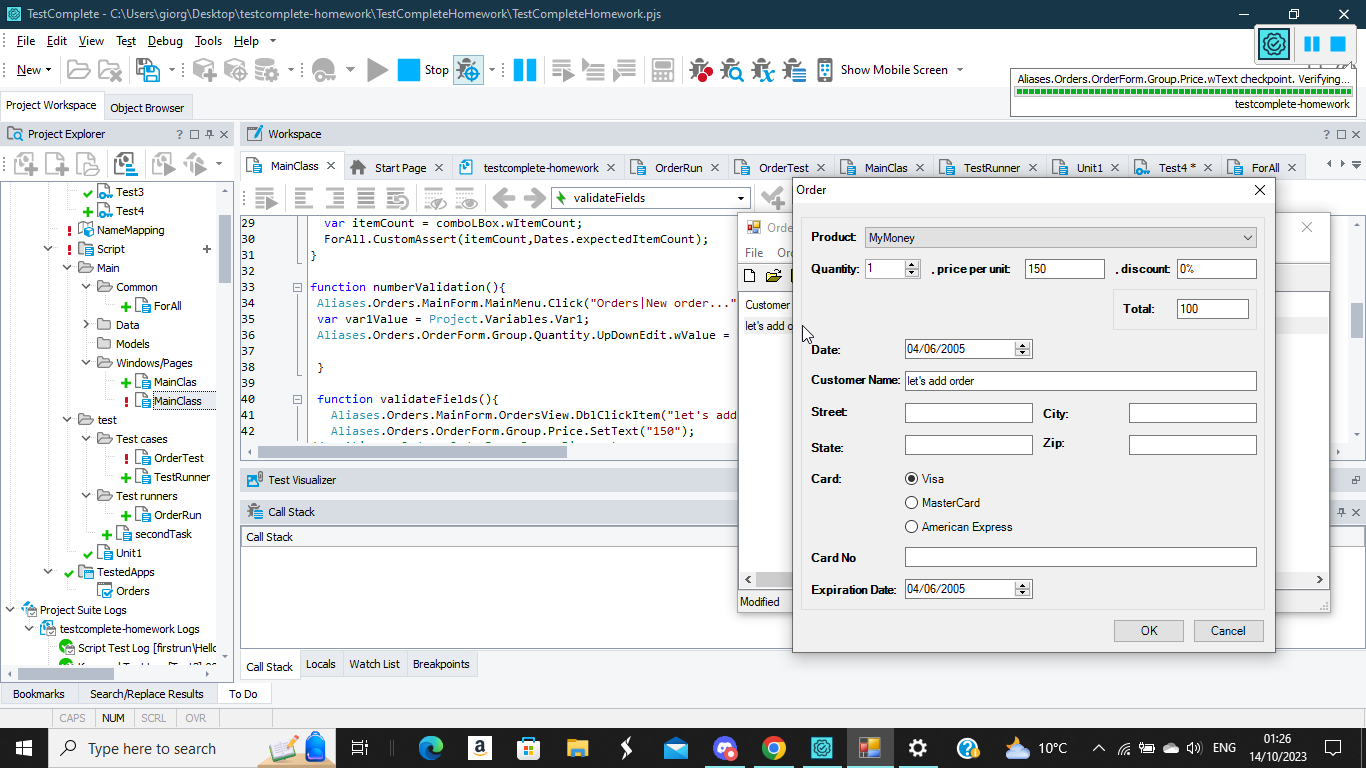 TestComplete - C:\Users\giorg\Desktop\testcomplete-homework\TestCompleteHomework\TestCompleteHomework.pjs
File Edit View Test Debug Tools Help
New Stop Show Mobile Screen
Aliases.Orders.OrderForm.Group.Price.wText checkpoint. Verifying...
testcomplete-homework
Project Workspace Object Browser
Project Explorer
Workspace
MainClass Start Page testcomplete-homework OrderRun OrderTest MainClas TestRunner Unit1 Test4 * ForAll
validateFields
Test3
Test4
NameMapping
Script
Main
Common
ForAll
Data
Models
Windows/Pages
MainClas
MainClass
test
Test cases
OrderTest
TestRunner
Test runners
OrderRun
secondTask
Unit1
TestedApps
Orders
Project Suite Logs
testcomplete-homework Logs
Script Test Log [firstrun\Hello
29 var itemCount = comboLBox.wItemCount;
30 ForAll.CustomAssert(itemCount,Dates.expectedItemCount);
31 }
32
33 function numberValidation(){
34 Aliases.Orders.MainForm.MainMenu.Click("Orders|New order..."
35 var var1Value = Project.Variables.Var1;
36 Aliases.Orders.OrderForm.Group.Quantity.UpDownEdit.wValue =
37
38 }
39
40 function validateFields(){
41 Aliases.Orders.MainForm.OrdersView.DblClickItem("let's add
42 Aliases.Orders.OrderForm.Group.Price.SetText("150");
Test Visualizer
Call Stack
Call Stack
Call Stack Locals Watch List Breakpoints
Bookmarks Search/Replace Results To Do
CAPS NUM SCRL OVR
File
Customer
let's add o
Modified
Order
Product: MyMoney
Quantity: 1 , price per unit: 150 , discount: 0%
Total: 100
Date: 04/06/2005
Customer Name: let's add order
Street: City:
State: Zip:
Card: Visa
MasterCard
American Express
Card No
Expiration Date: 04/06/2005
OK Cancel
Type here to search
10°C
ENG
01:26
14/10/2023